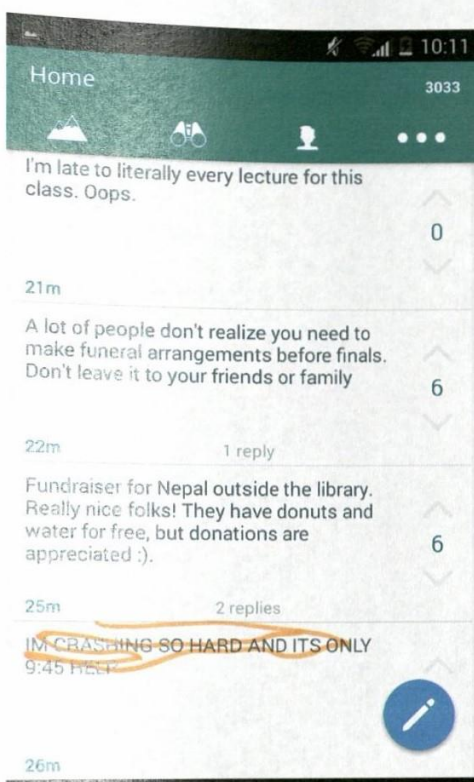 10:11
Home
3033
I'm late to literally every lecture for this
class. Oops.
0
21m
A lot of people don't realize you need to
make funeral arrangements before finals.
Don't leave it to your friends or family
6
22m 1 reply
Fundraiser for Nepal outside the library.
Really nice folks! They have donuts and
water for free, but donations are
appreciated :).
6
25m 2 replies
IM CRASHING SO HARD AND ITS ONLY
9:45 HELP
26m